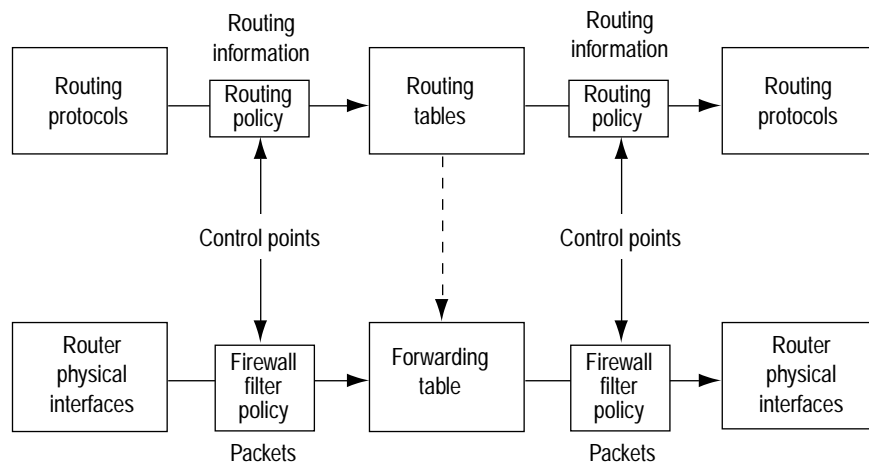 Routing
information
Routing
information
Routing
protocols
Routing
policy
Routing
tables
Routing
policy
Routing
protocols
Control points
Control points
Router
physical
interfaces
Firewall
filter
policy
Forwarding
table
Firewall
filter
policy
Router
physical
interfaces
Packets
Packets